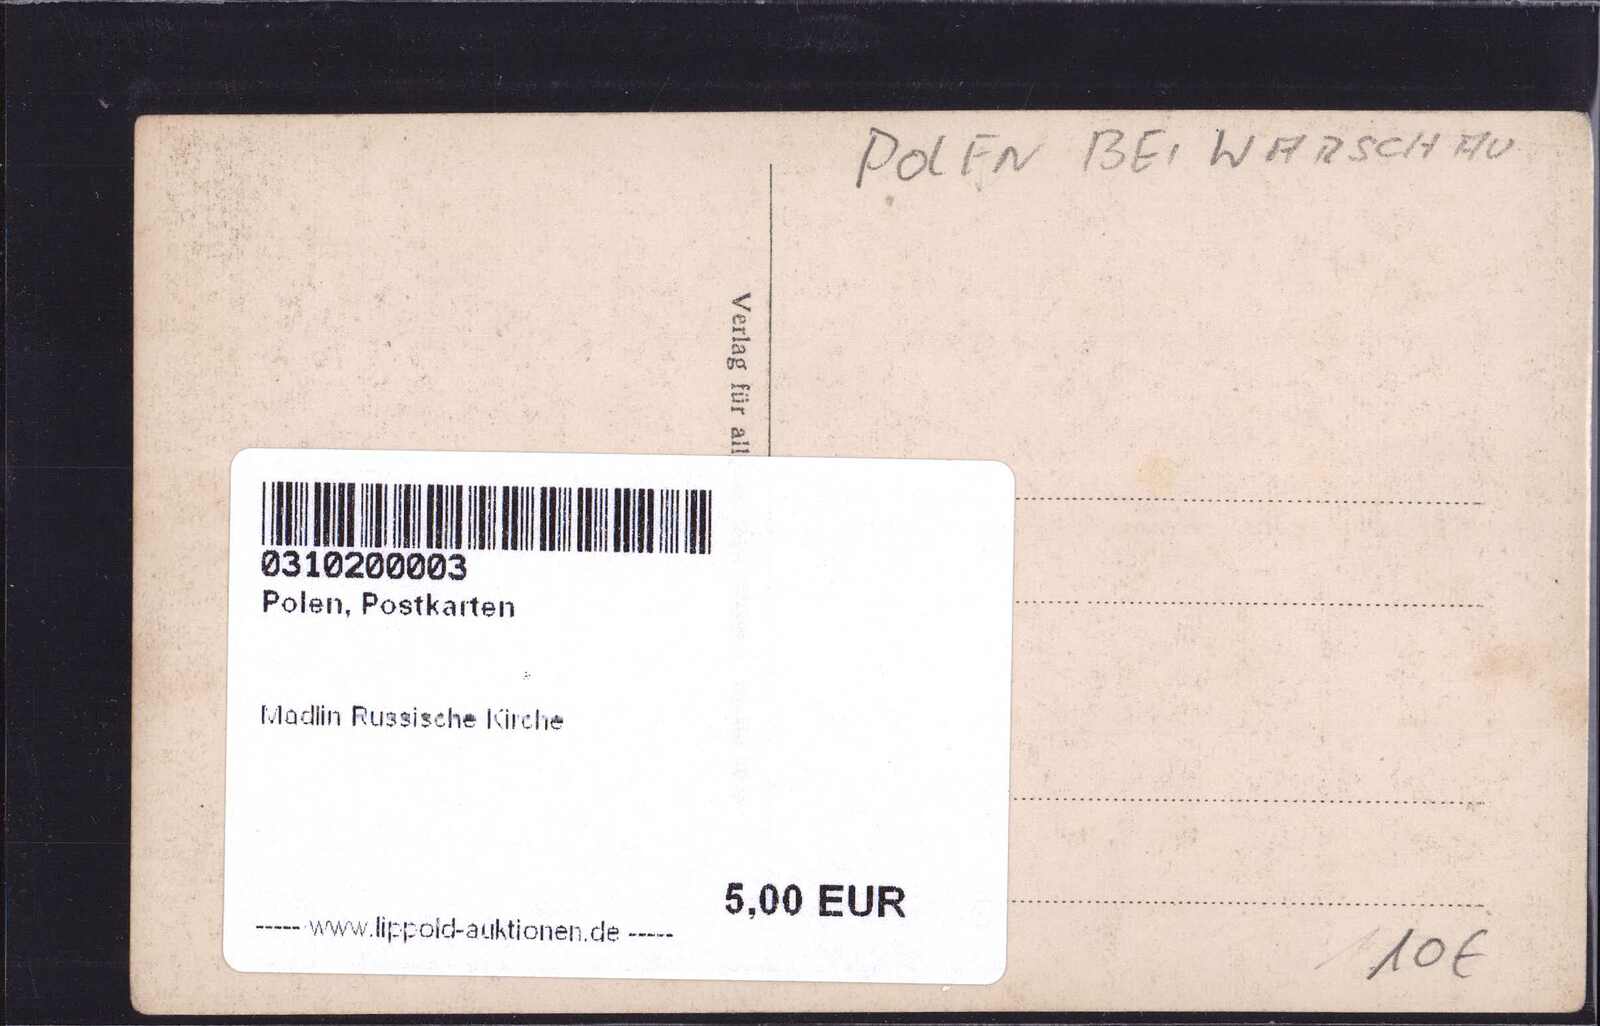 POLEN BEI WARSCHAU
Verlag für all
0310200003
Polen, Postkarten
Modlin Russische Kirche
5,00 EUR
----- www.lippold-auktionen.de -----
10€